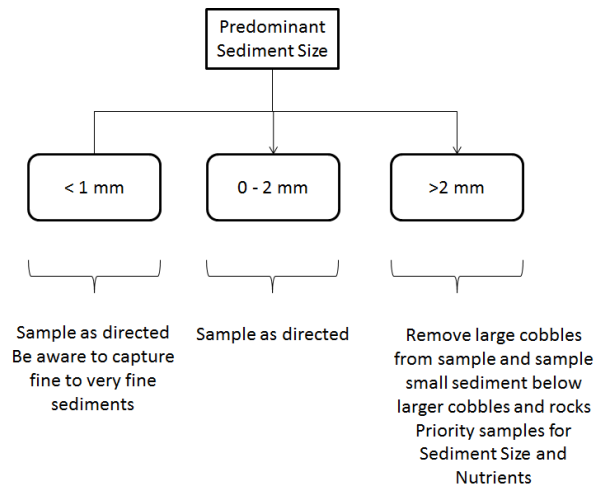 Predominant
Sediment Size
< 1 mm
0 - 2 mm
>2 mm
Sample as directed
Be aware to capture
fine to very fine
sediments
Sample as directed
Remove large cobbles
from sample and sample
small sediment below
larger cobbles and rocks
Priority samples for
Sediment Size and
Nutrients